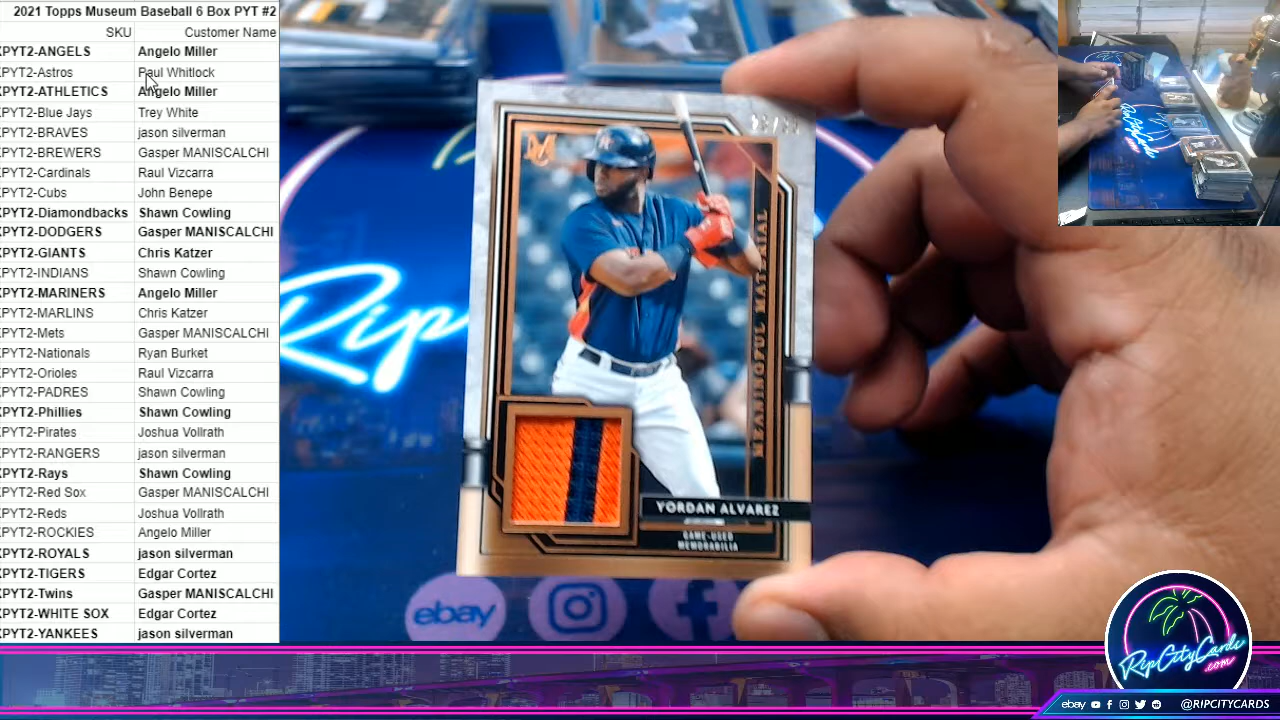 2021 Topps Museum Baseball 6 Box PYT #2
SKU Customer Name
PYT2-ANGELS Angelo Miller
PYT2-Astros Paul Whitlock
PYT2-ATHLETICS Angelo Miller
PYT2-Blue Jays Trey White
PYT2-BRAVES jason silverman
PYT2-BREWERS Gasper MANISCALCHI
PYT2-Cardinals Raul Vizcarra
PYT2-Cubs John Benepe
PYT2-Diamondbacks Shawn Cowling
PYT2-DODGERS Gasper MANISCALCHI
PYT2-GIANTS Chris Katzer
PYT2-INDIANS Shawn Cowling
PYT2-MARINERS Angelo Miller
PYT2-MARLINS Chris Katzer
PYT2-Mets Gasper MANISCALCHI
PYT2-Nationals Ryan Burket
PYT2-Orioles Raul Vizcarra
PYT2-PADRES Shawn Cowling
PYT2-Phillies Shawn Cowling
PYT2-Pirates Joshua Vollrath
PYT2-RANGERS jason silverman
PYT2-Rays Shawn Cowling
PYT2-Red Sox Gasper MANISCALCHI
PYT2-Reds Joshua Vollrath
PYT2-ROCKIES Angelo Miller
PYT2-ROYALS jason silverman
PYT2-TIGERS Edgar Cortez
PYT2-Twins Gasper MANISCALCHI
PYT2-WHITE SOX Edgar Cortez
PYT2-YANKEES jason silverman
MC
MEANINGFUL MATERIAL
YORDAN ALVAREZ
GAME-USED
MEMORABILIA
Rip
ebay
RipCityCards
.com
ebay @RIPCITYCARDS